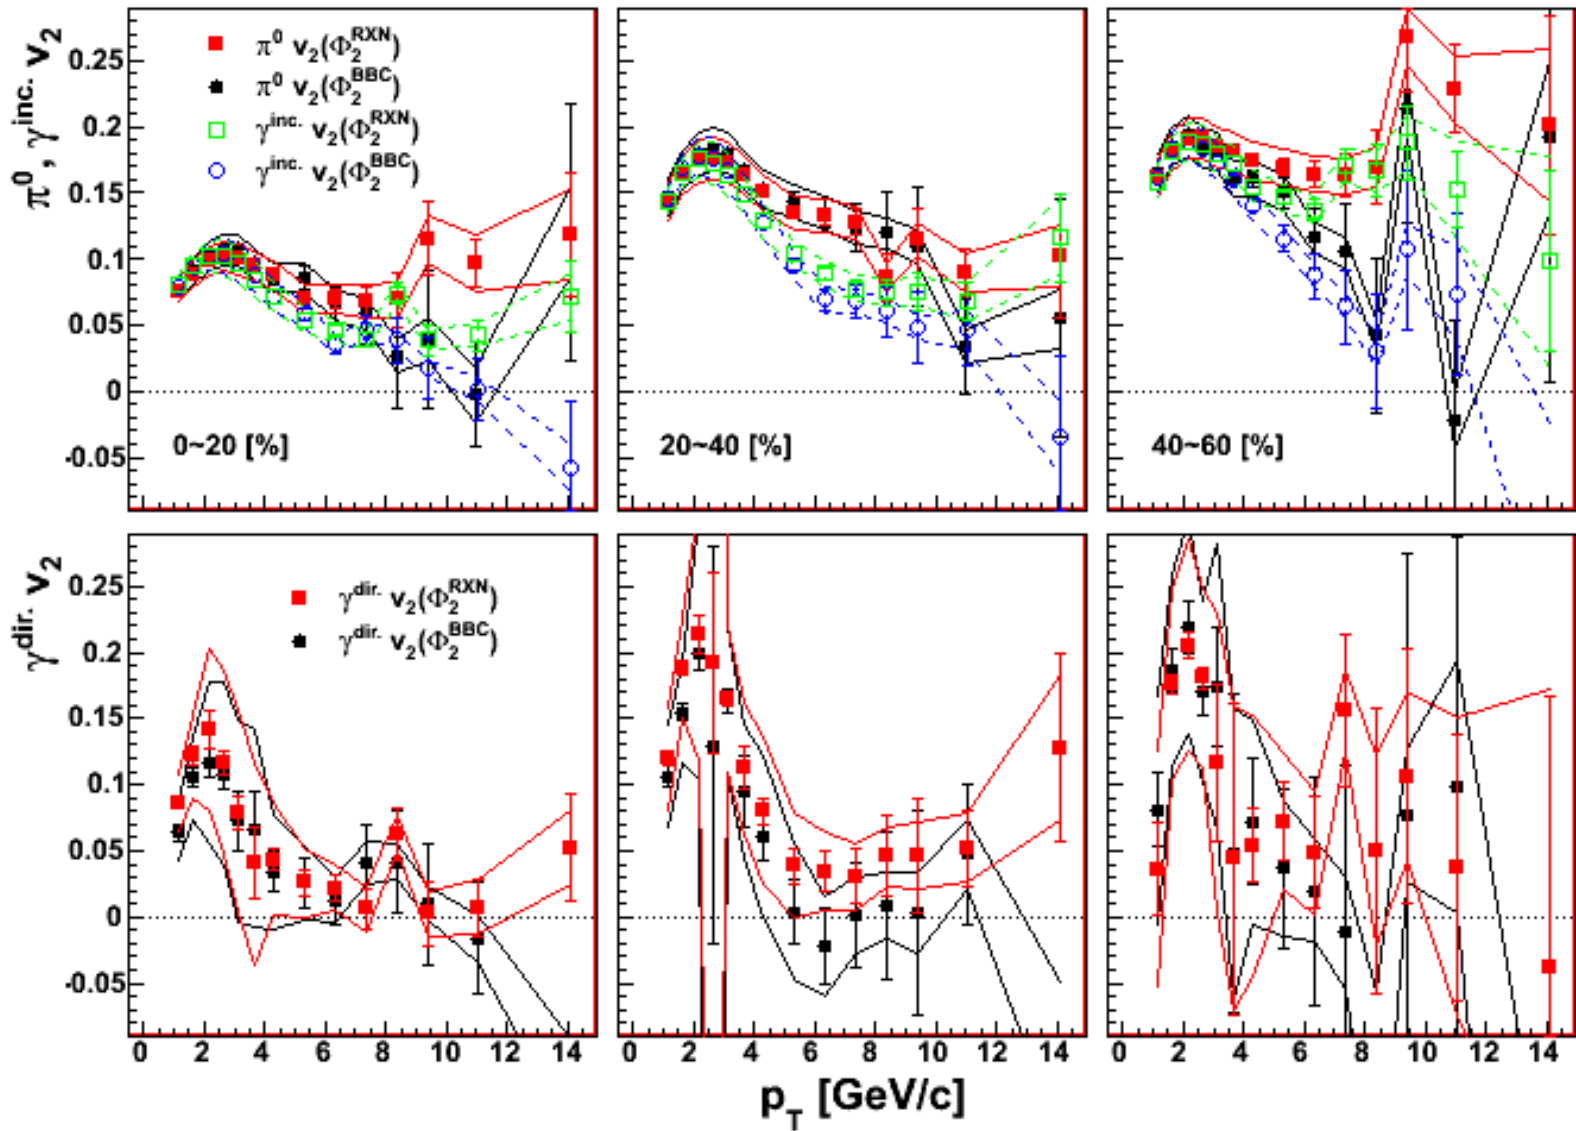 π⁰, γ^inc. v₂
0.25
0.2
0.15
0.1
0.05
0
-0.05
π⁰ v₂(Φ₂^RXN)
π⁰ v₂(Φ₂^BBC)
γ^inc. v₂(Φ₂^RXN)
γ^inc. v₂(Φ₂^BBC)
0~20 [%]
20~40 [%]
40~60 [%]
γ^dir. v₂
0.25
0.2
0.15
0.1
0.05
0
-0.05
γ^dir. v₂(Φ₂^RXN)
γ^dir. v₂(Φ₂^BBC)
0 2 4 6 8 10 12 14
0 2 4 6 8 10 12 14
0 2 4 6 8 10 12 14
p_T [GeV/c]